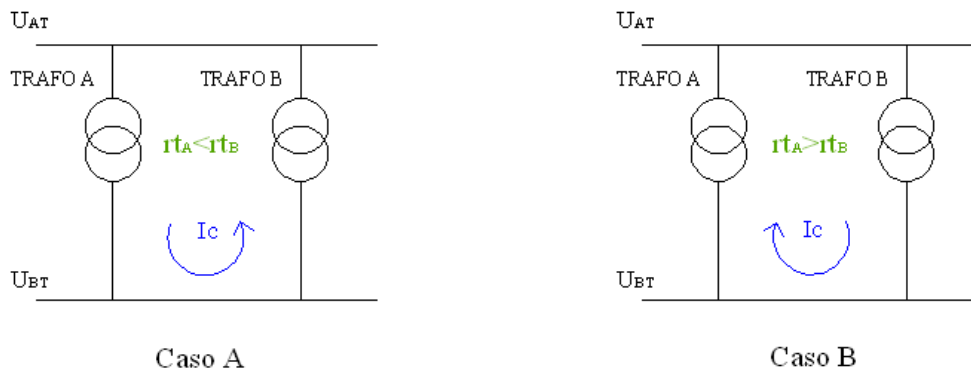 UAT
TRAFO A
TRAFO B
rtA<rtB
Ic
UBT
Caso A
UAT
TRAFO A
TRAFO B
rtA>rtB
Ic
UBT
Caso B